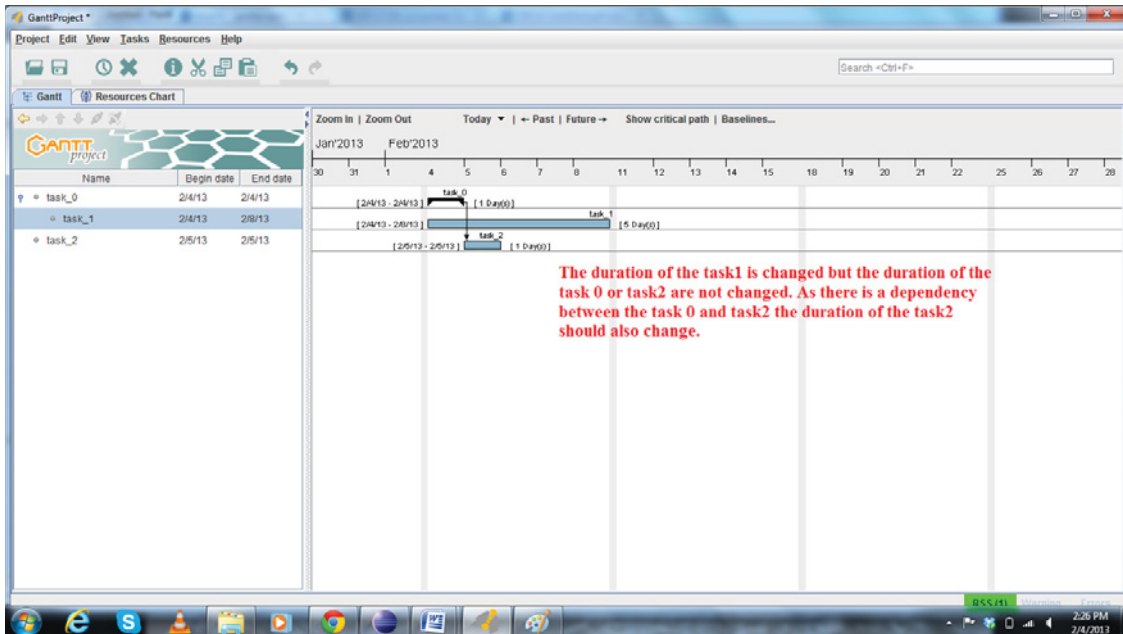 GanttProject *
Project Edit View Tasks Resources Help
Search <Ctrl+F>
Gantt Resources Chart
Zoom In | Zoom Out Today ▼ | ← Past | Future → Show critical path | Baselines...
GANTT project
Jan'2013 Feb'2013
30 31 1 4 5 6 7 8 11 12 13 14 15 18 19 20 21 22 25 26 27 28
Name Begin date End date
task_0 2/4/13 2/4/13
task_1 2/4/13 2/8/13
task_2 2/5/13 2/5/13
task_0
[ 2/4/13 - 2/4/13 ] [ 1 Day(s) ]
task_1
[ 2/4/13 - 2/8/13 ] [ 5 Day(s) ]
task_2
[ 2/5/13 - 2/5/13 ] [ 1 Day(s) ]
The duration of the task1 is changed but the duration of the
task 0 or task2 are not changed. As there is a dependency
between the task 0 and task2 the duration of the task2
should also change.
RSS (1) Warning Errors
2:26 PM
2/4/2013